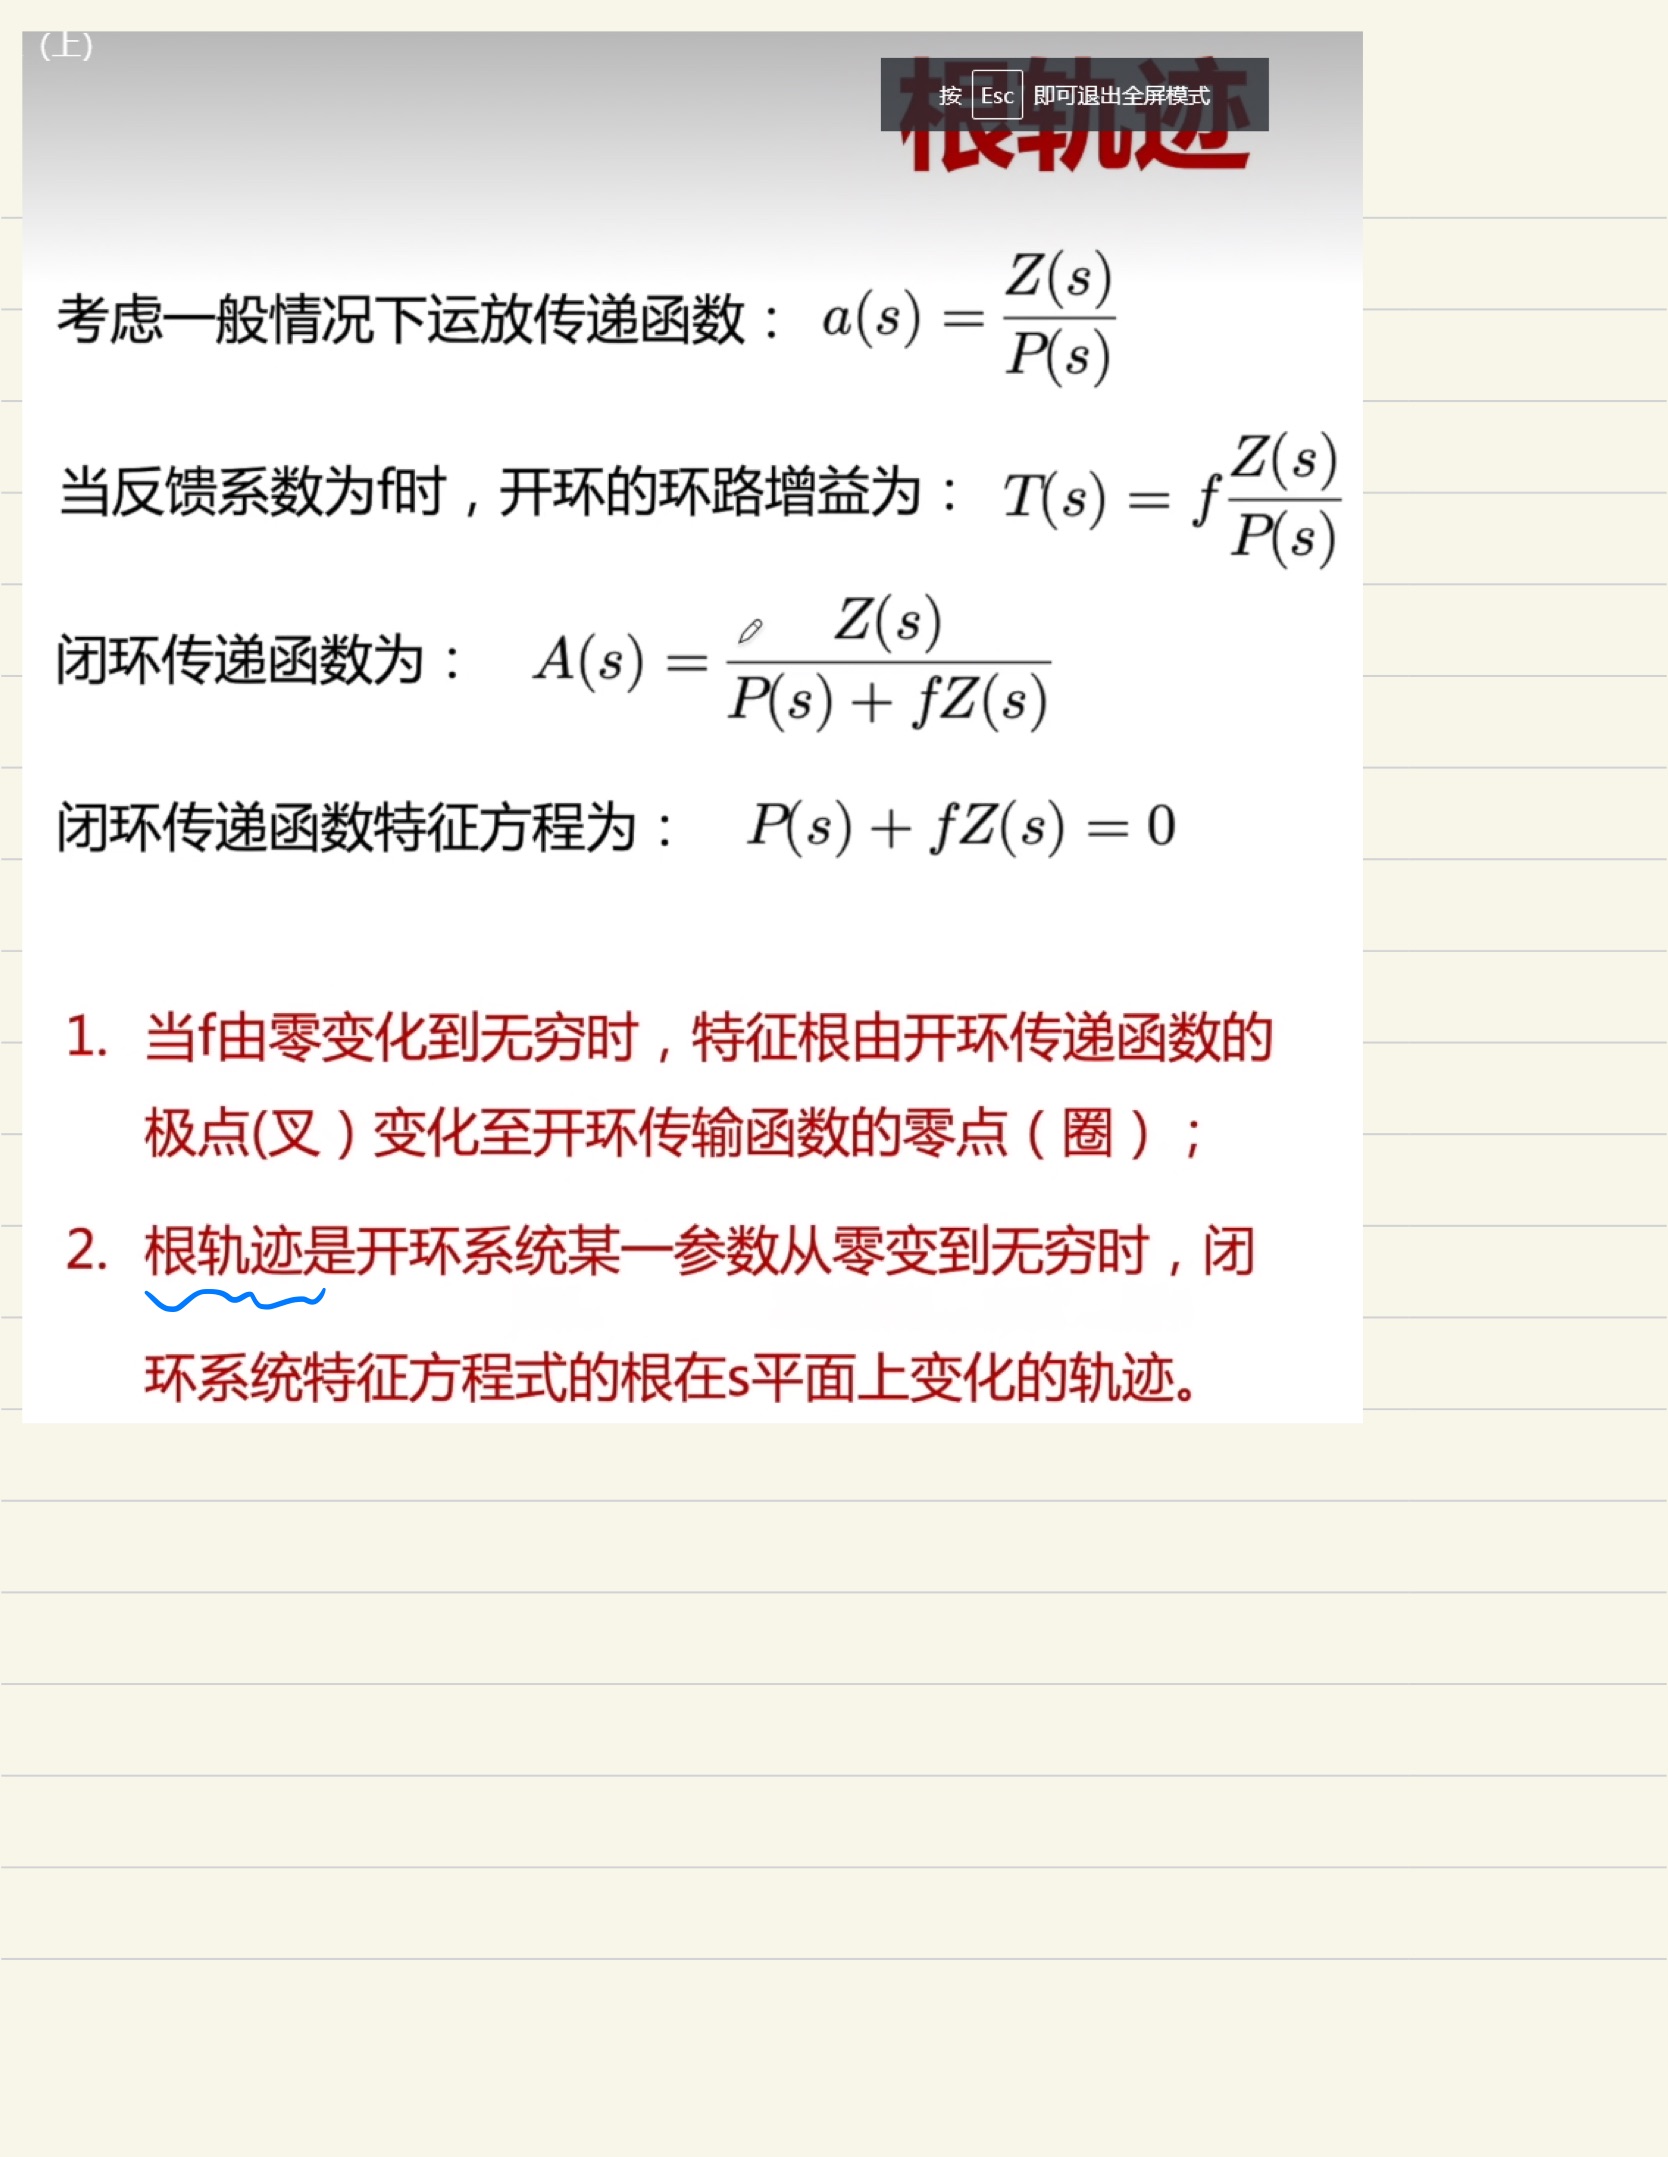 (上)
根轨迹
按 Esc 即可退出全屏模式
考虑一般情况下运放传递函数： a(s) = Z(s)/P(s)
当反馈系数为f时，开环的环路增益为： T(s) = f Z(s)/P(s)
闭环传递函数为： A(s) = Z(s)/(P(s) + fZ(s))
闭环传递函数特征方程为： P(s) + fZ(s) = 0
1. 当f由零变化到无穷时，特征根由开环传递函数的
极点(叉）变化至开环传输函数的零点（圈）；
2. 根轨迹是开环系统某一参数从零变到无穷时，闭
环系统特征方程式的根在s平面上变化的轨迹。